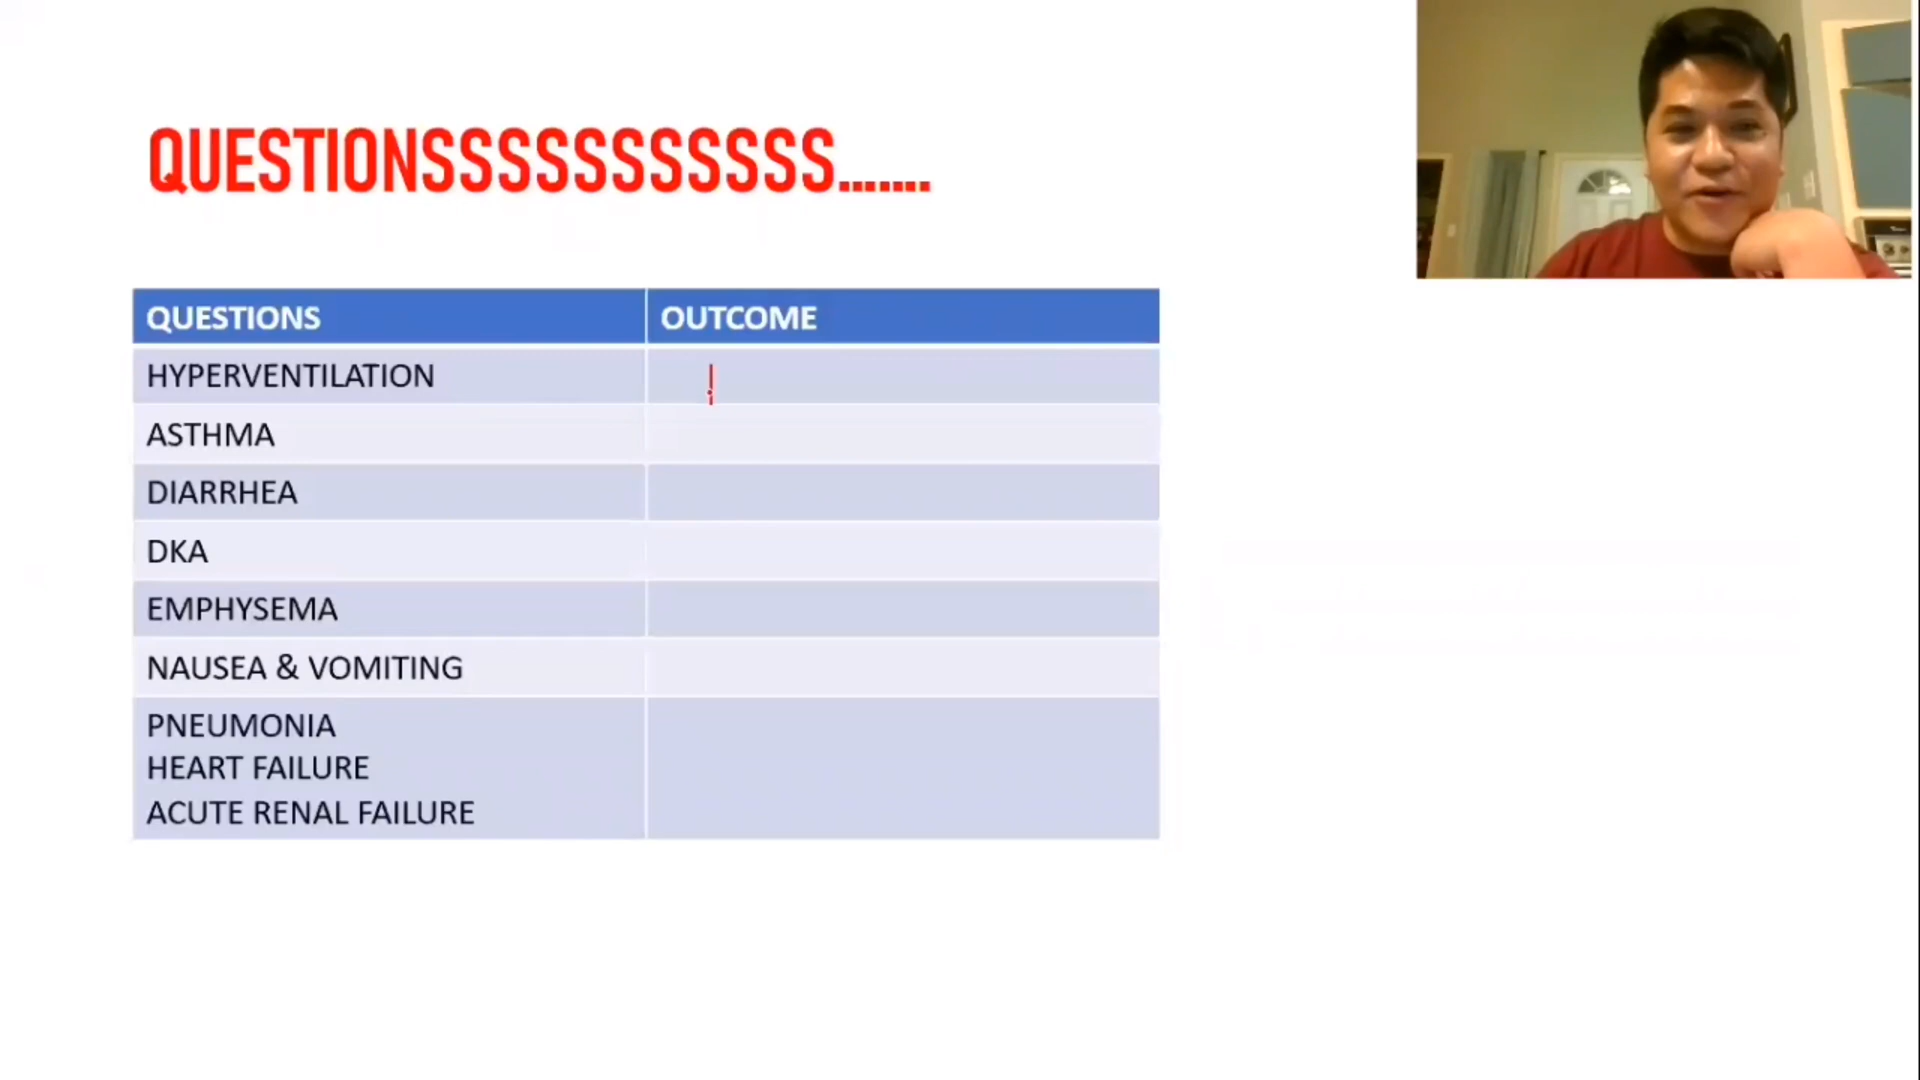 QUESTIONSSSSSSSSSSS.......
QUESTIONS OUTCOME
HYPERVENTILATION
ASTHMA
DIARRHEA
DKA
EMPHYSEMA
NAUSEA & VOMITING
PNEUMONIA
HEART FAILURE
ACUTE RENAL FAILURE